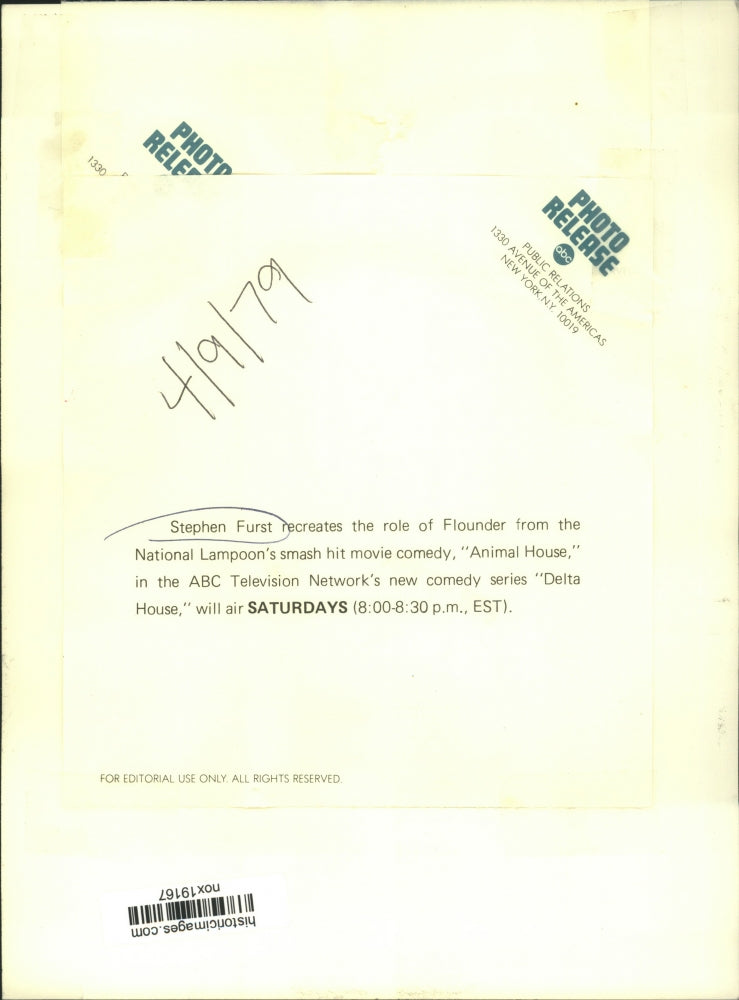 PHOTO
RELE
1330
PHOTO
RELEASE
abc
PUBLIC RELATIONS
1330 AVENUE OF THE AMERICAS
NEW YORK, N.Y. 10019
4/9/79
Stephen Furst recreates the role of Flounder from the
National Lampoon's smash hit movie comedy, "Animal House,"
in the ABC Television Network's new comedy series "Delta
House," will air SATURDAYS (8:00-8:30 p.m., EST).
FOR EDITORIAL USE ONLY. ALL RIGHTS RESERVED.
historicimages.com
nox19167